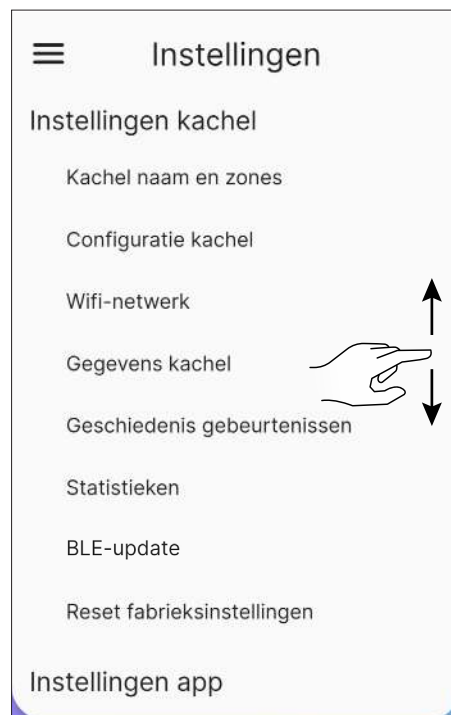 Instellingen
Instellingen kachel
Kachel naam en zones
Configuratie kachel
Wifi-netwerk
Gegevens kachel
Geschiedenis gebeurtenissen
Statistieken
BLE-update
Reset fabrieksinstellingen
Instellingen app